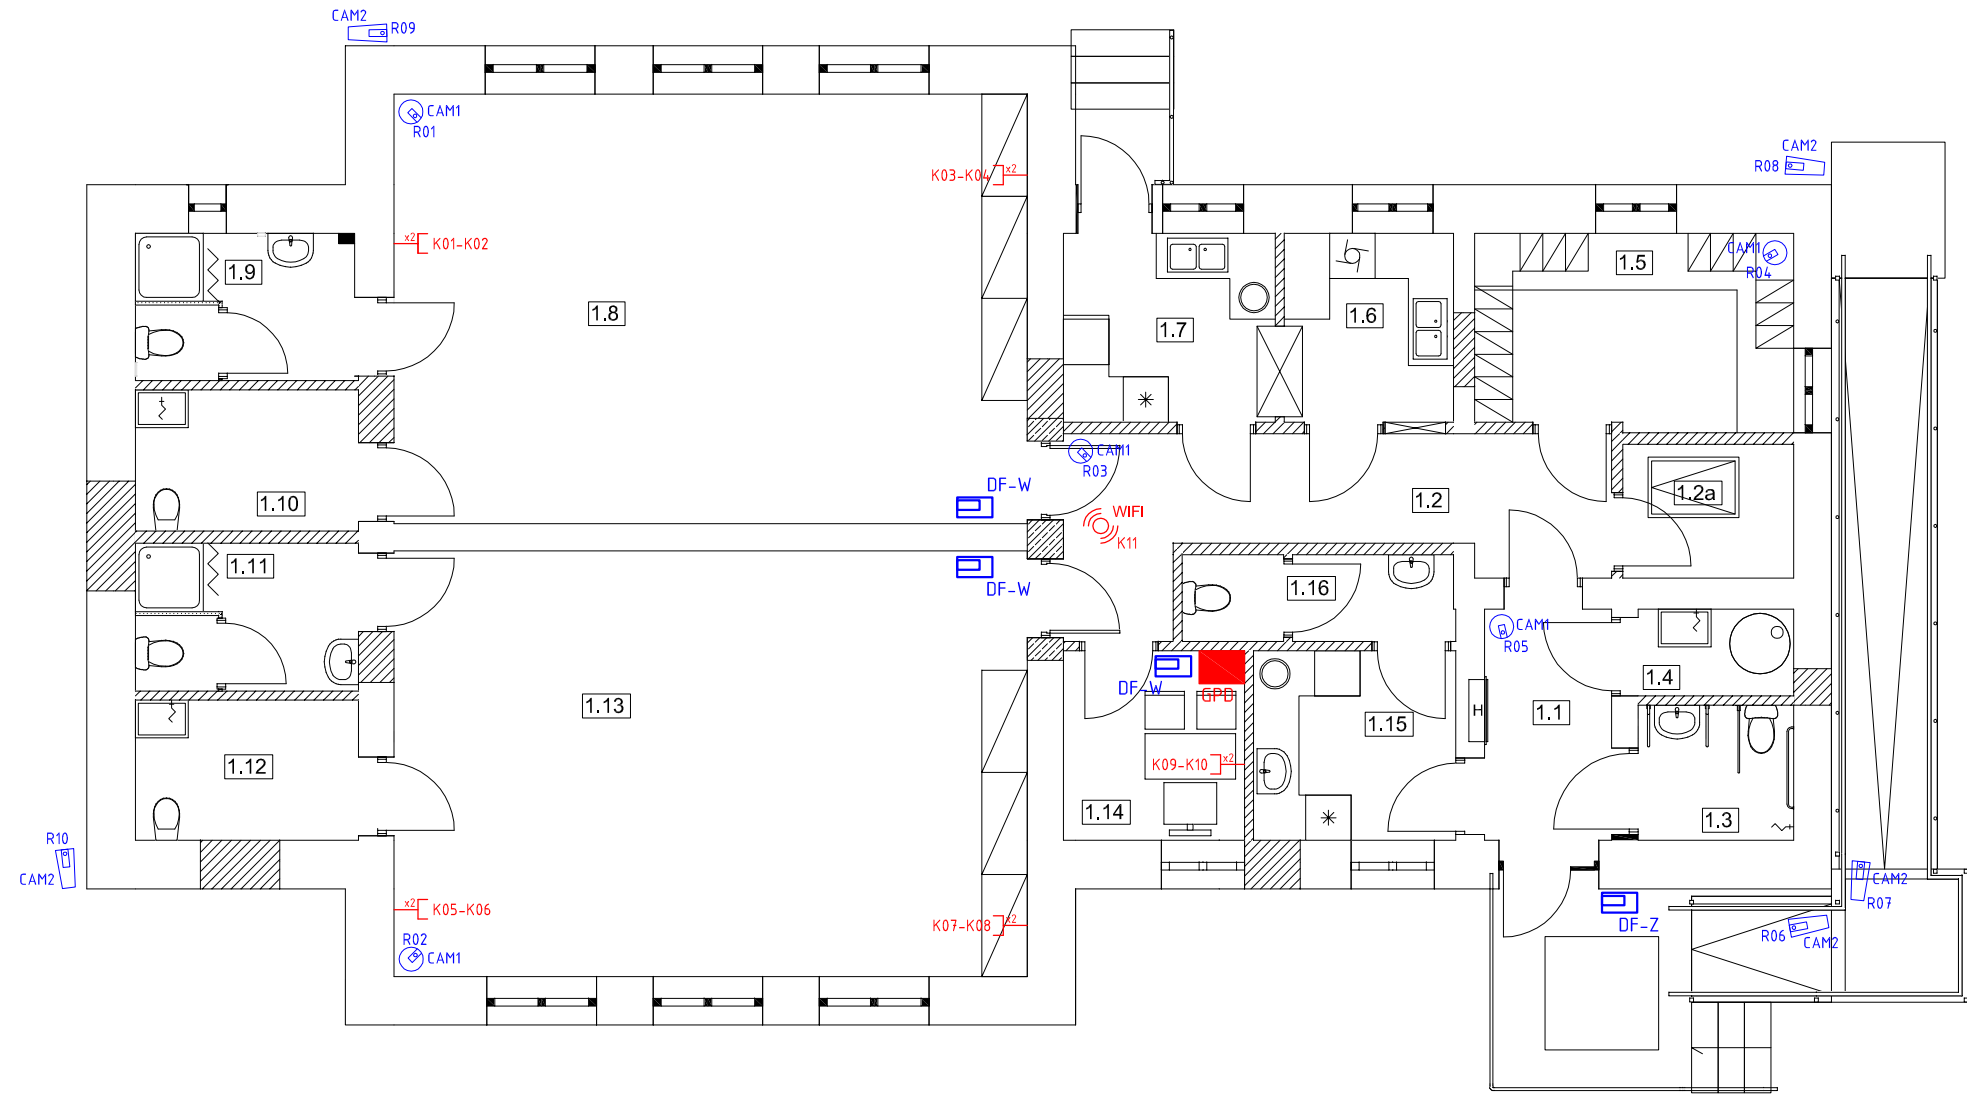 CAM2
R09
CAM1
R01
K03-K04
x2
x2
K01-K02
1.9
1.8
1.7
1.6
1.5
CAM2
R08
CAM1
R04
1.10
CAM1
R03
DF-W
WIFI
K11
1.2
1.2a
DF-W
1.11
1.16
CAM1
R05
1.4
DF-W
GPD
1.13
1.15
H
1.1
1.12
K09-K10
x2
1.14
1.3
R10
CAM2
x2
K05-K06
K07-K08
x2
R02
CAM1
CAM2
R07
DF-Z
R06
CAM2